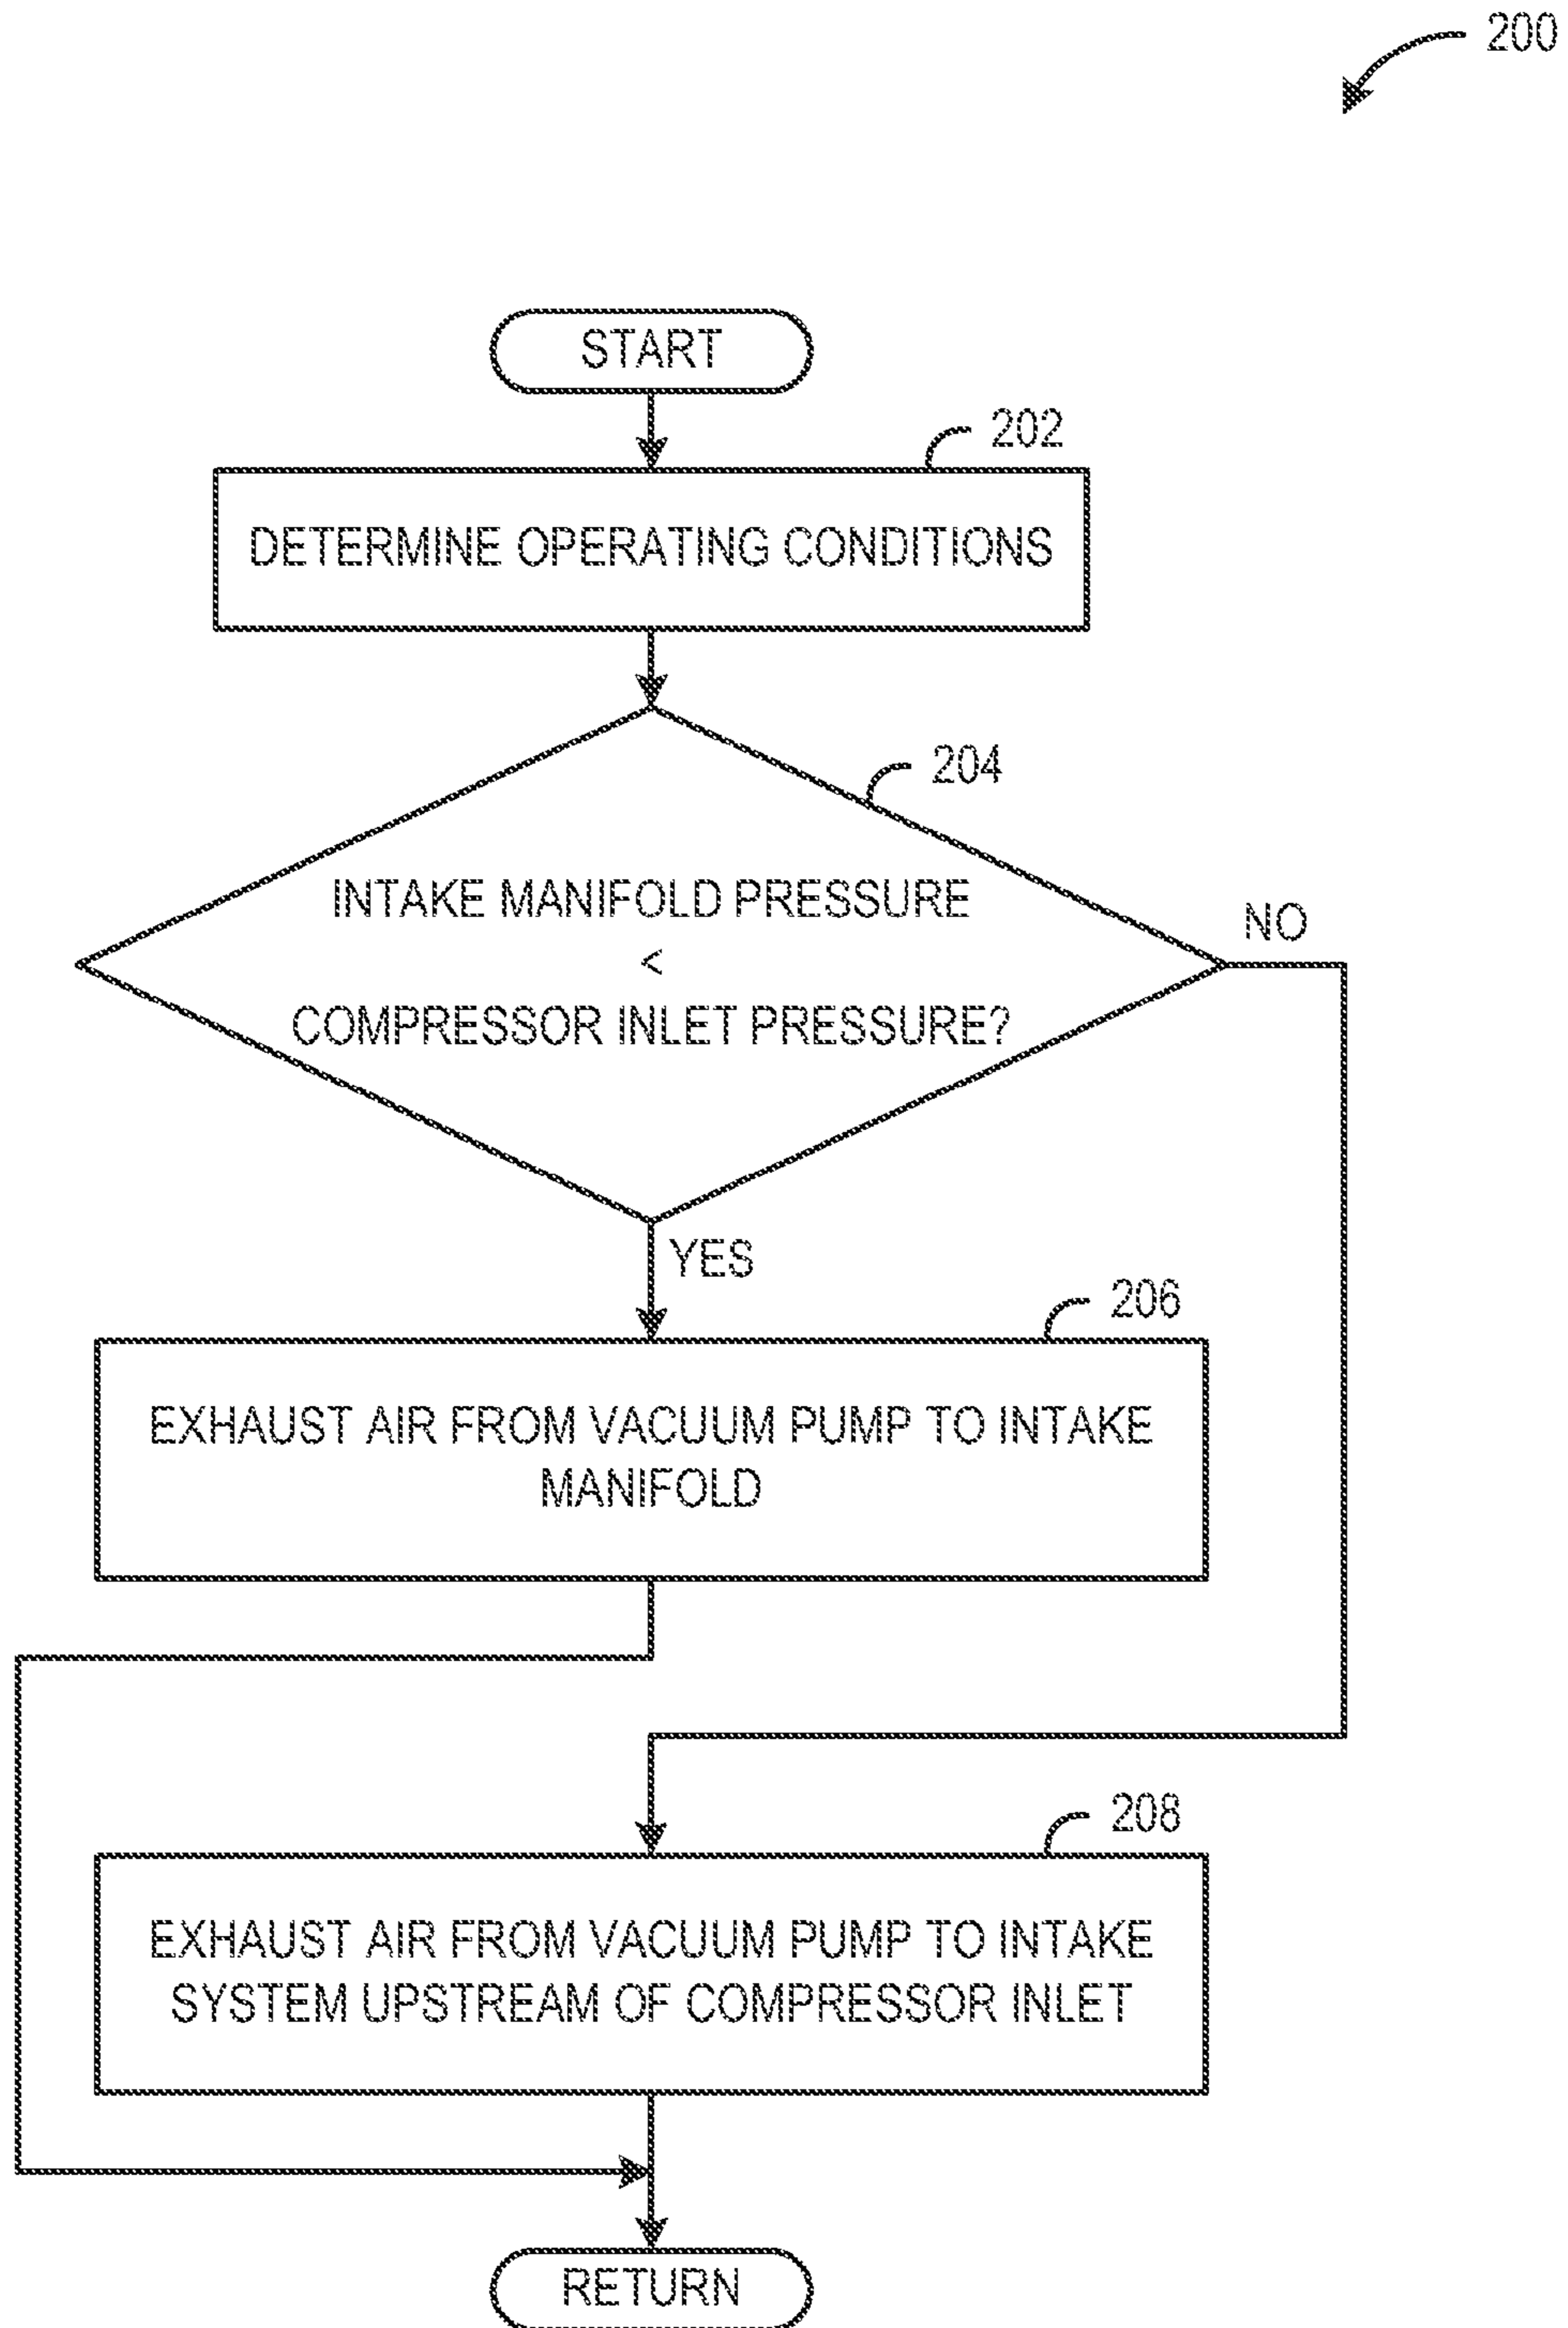 200
START
202
DETERMINE OPERATING CONDITIONS
204
INTAKE MANIFOLD PRESSURE
<
COMPRESSOR INLET PRESSURE?
NO
YES
206
EXHAUST AIR FROM VACUUM PUMP TO INTAKE
MANIFOLD
208
EXHAUST AIR FROM VACUUM PUMP TO INTAKE
SYSTEM UPSTREAM OF COMPRESSOR INLET
RETURN